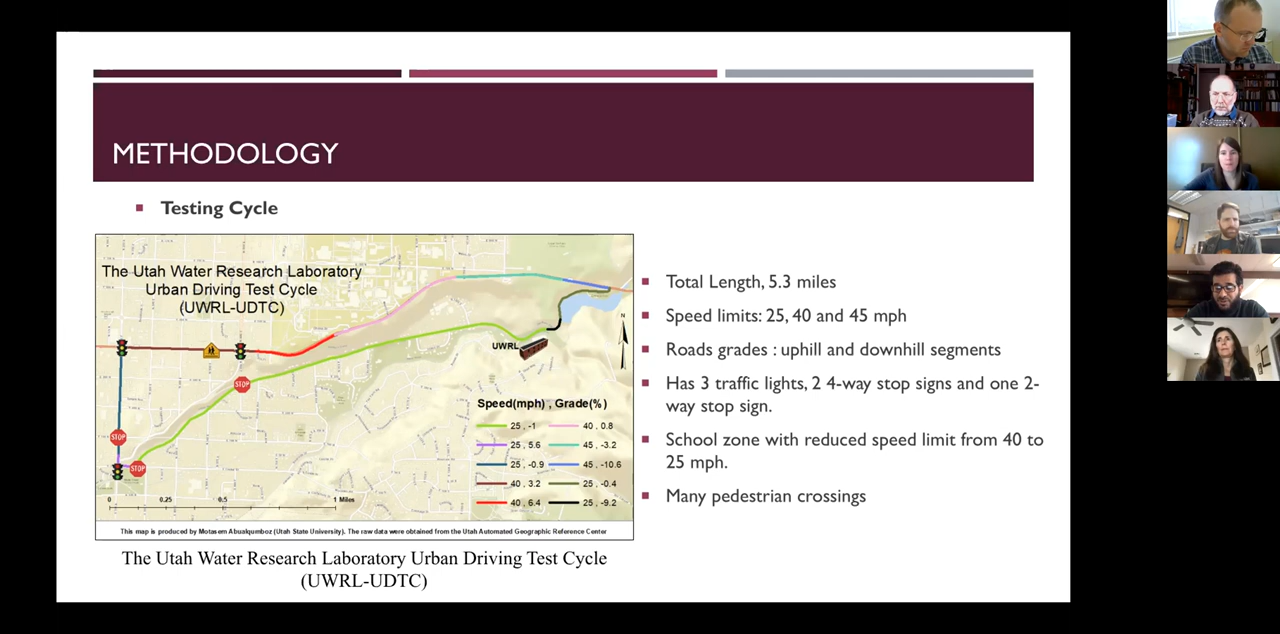 METHODOLOGY
Testing Cycle
The Utah Water Research Laboratory
Urban Driving Test Cycle
(UWRL-UDTC)
UWRL
N
STOP
STOP
STOP
Speed(mph) , Grade(%)
25 , -1
40 , 0.8
25 , 5.6
45 , -3.2
25 , -0.9
45 , -10.6
40 , 3.2
25 , -0.4
40 , 6.4
25 , -9.2
0 0.25 0.5 1 Miles
This map is produced by Motasem Abualqumboz (Utah State University). The raw data were obtained from the Utah Automated Geographic Reference Center
The Utah Water Research Laboratory Urban Driving Test Cycle
(UWRL-UDTC)
Total Length, 5.3 miles
Speed limits: 25, 40 and 45 mph
Roads grades : uphill and downhill segments
Has 3 traffic lights, 2 4-way stop signs and one 2-
way stop sign.
School zone with reduced speed limit from 40 to
25 mph.
Many pedestrian crossings